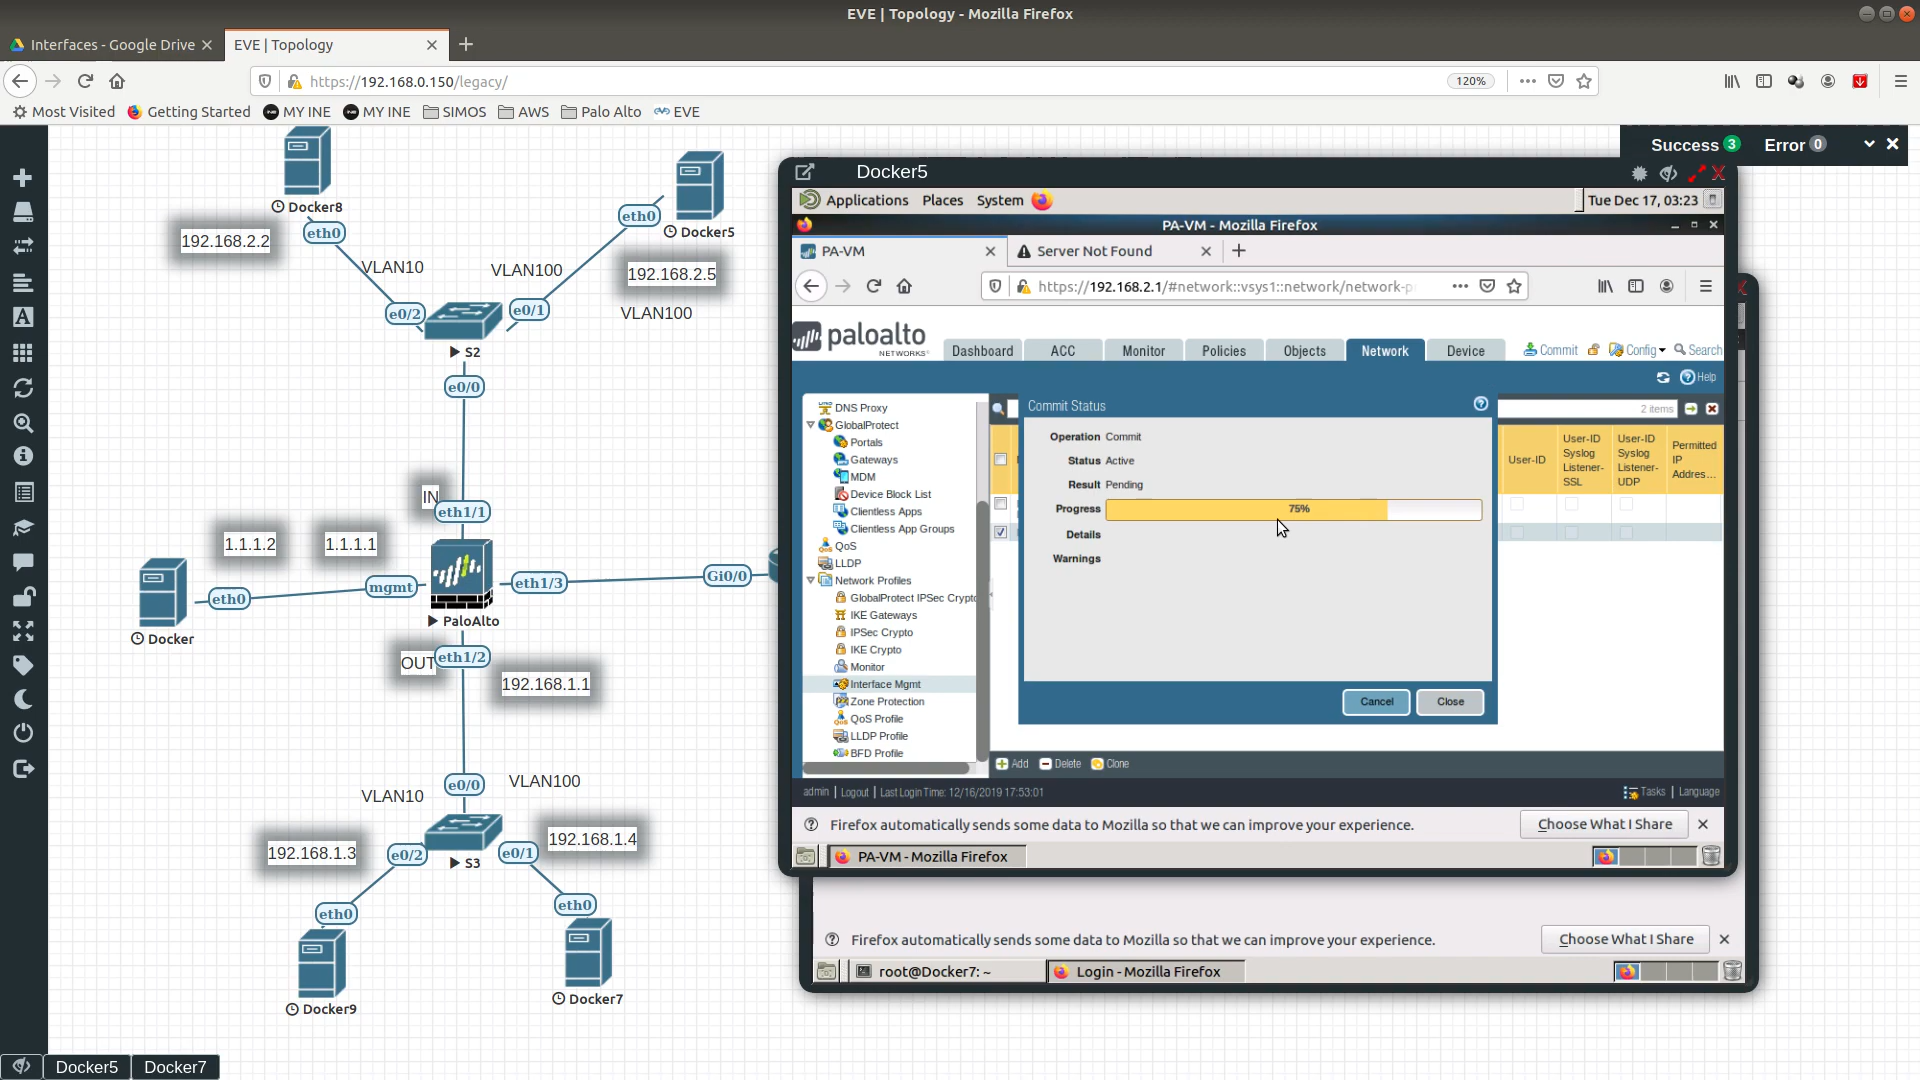 EVE | Topology - Mozilla Firefox
Interfaces - Google Drive
EVE | Topology
https://192.168.0.150/legacy/
120%
Most Visited
Getting Started
MY INE
MY INE
SIMOS
AWS
Palo Alto
EVE
Success 3
Error 0
Docker8
eth0
192.168.2.2
VLAN10
VLAN100
eth0
Docker5
192.168.2.5
VLAN100
e0/2
e0/1
S2
e0/0
IN
eth1/1
1.1.1.2
1.1.1.1
eth0
Docker
mgmt
eth1/3
Gi0/0
PaloAlto
OUT
eth1/2
192.168.1.1
e0/0
VLAN10
VLAN100
192.168.1.3
e0/2
e0/1
192.168.1.4
S3
eth0
eth0
Docker9
Docker7
Docker5
Applications
Places
System
Tue Dec 17, 03:23
PA-VM - Mozilla Firefox
PA-VM
Server Not Found
https://192.168.2.1/#network::vsys1::network/network-p
paloalto
NETWORKS
Dashboard
ACC
Monitor
Policies
Objects
Network
Device
Commit
Config
Search
Help
DNS Proxy
GlobalProtect
Portals
Gateways
MDM
Device Block List
Clientless Apps
Clientless App Groups
QoS
LLDP
Network Profiles
GlobalProtect IPSec Crypto
IKE Gateways
IPSec Crypto
IKE Crypto
Monitor
Interface Mgmt
Zone Protection
QoS Profile
LLDP Profile
BFD Profile
Commit Status
Operation Commit
Status Active
Result Pending
Progress 75%
Details
Warnings
Cancel
Close
2 items
User-ID
User-ID Syslog Listener-SSL
User-ID Syslog Listener-UDP
Permitted IP Addres...
Add
Delete
Clone
admin | Logout | Last Login Time: 12/16/2019 17:53:01
Tasks | Language
Firefox automatically sends some data to Mozilla so that we can improve your experience.
Choose What I Share
PA-VM - Mozilla Firefox
Firefox automatically sends some data to Mozilla so that we can improve your experience.
Choose What I Share
root@Docker7: ~
Login - Mozilla Firefox
Docker5
Docker7